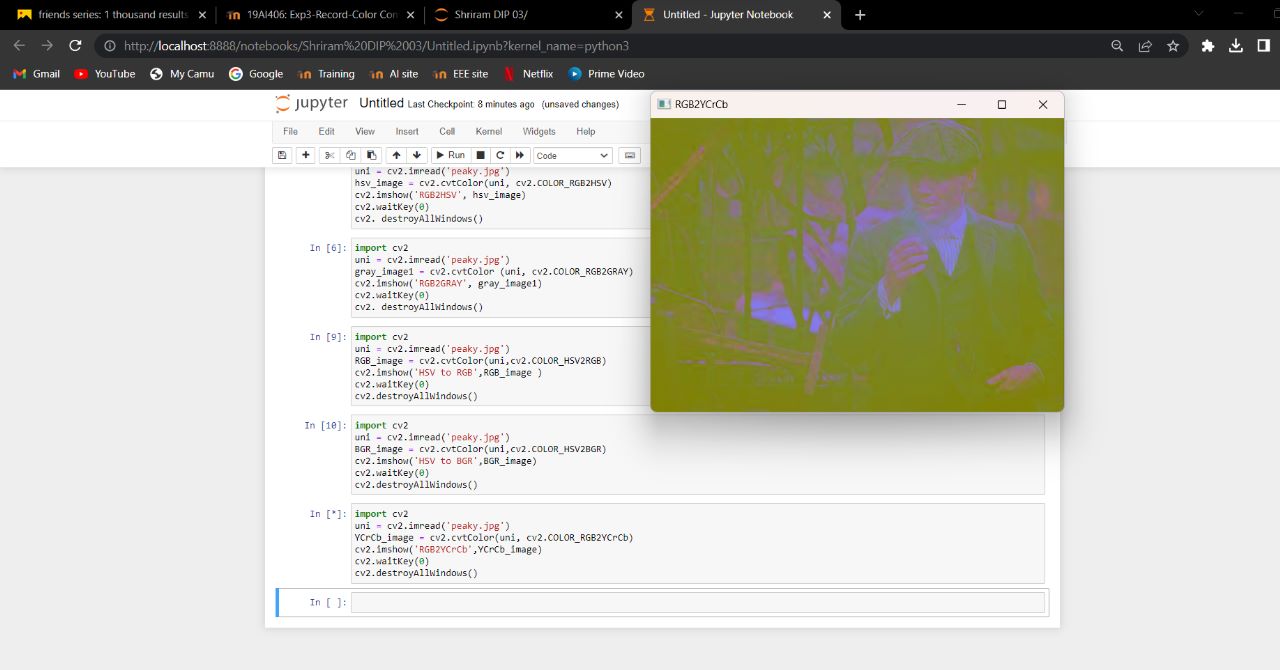 friends series: 1 thousand results
19AI406: Exp3-Record-Color Con
Shriram DIP 03/
Untitled - Jupyter Notebook
http://localhost:8888/notebooks/Shriram%20DIP%2003/Untitled.ipynb?kernel_name=python3
Gmail YouTube My Camu Google Training AI site EEE site Netflix Prime Video
jupyter Untitled Last Checkpoint: 8 minutes ago (unsaved changes)
File Edit View Insert Cell Kernel Widgets Help
Run Code
RGB2YCrCb
uni = cv2.imread('peaky.jpg')
hsv_image = cv2.cvtColor(uni, cv2.COLOR_RGB2HSV)
cv2.imshow('RGB2HSV', hsv_image)
cv2.waitKey(0)
cv2. destroyAllWindows()
In [6]: import cv2
uni = cv2.imread('peaky.jpg')
gray_image1 = cv2.cvtColor (uni, cv2.COLOR_RGB2GRAY)
cv2.imshow('RGB2GRAY', gray_image1)
cv2.waitKey(0)
cv2. destroyAllWindows()
In [9]: import cv2
uni = cv2.imread('peaky.jpg')
RGB_image = cv2.cvtColor(uni,cv2.COLOR_HSV2RGB)
cv2.imshow('HSV to RGB',RGB_image )
cv2.waitKey(0)
cv2.destroyAllWindows()
In [10]: import cv2
uni = cv2.imread('peaky.jpg')
BGR_image = cv2.cvtColor(uni,cv2.COLOR_HSV2BGR)
cv2.imshow('HSV to BGR',BGR_image)
cv2.waitKey(0)
cv2.destroyAllWindows()
In [*]: import cv2
uni = cv2.imread('peaky.jpg')
YCrCb_image = cv2.cvtColor(uni, cv2.COLOR_RGB2YCrCb)
cv2.imshow('RGB2YCrCb',YCrCb_image)
cv2.waitKey(0)
cv2.destroyAllWindows()
In [ ]: